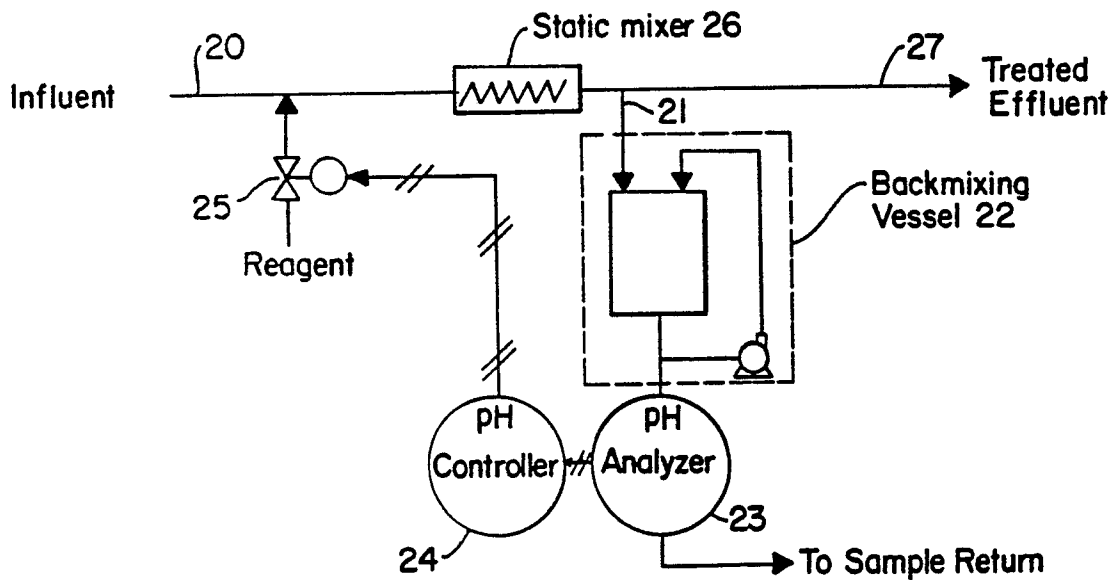 Static mixer 26
20
27
Influent
Treated
Effluent
21
25
Backmixing
Vessel 22
Reagent
pH
Controller
pH
Analyzer
24
23
To Sample Return